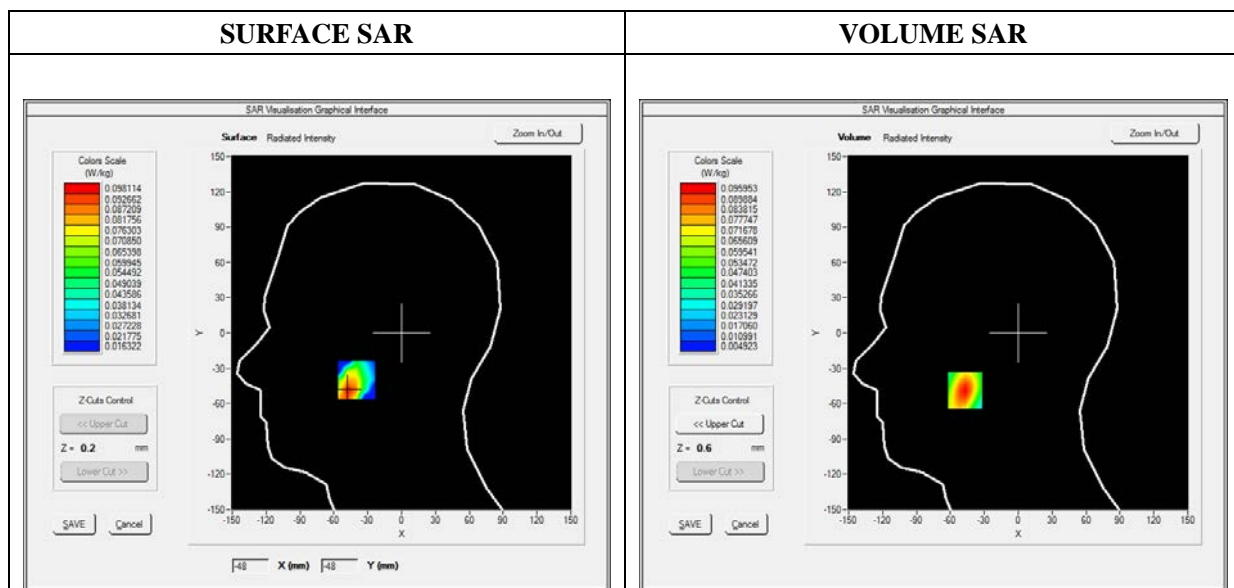 SURFACE SAR
VOLUME SAR
SAR Visualisation Graphical Interface
Surface Radiated Intensity
Zoom In/Out
Colors Scale
(W/kg)
0.098114
0.092662
0.087209
0.081756
0.076303
0.070850
0.065398
0.059945
0.054492
0.049039
0.043586
0.038134
0.032681
0.027228
0.021775
0.016322
Z-Cuts Control
<< Upper Cut
Z = 0.2 mm
Lower Cut >>
SAVE Cancel
150
120
90
60
30
0
-30
-60
-90
-120
-150
Y
-150 -120 -90 -60 -30 0 30 60 90 120 150
X
-48 X (mm) -48 Y (mm)
SAR Visualisation Graphical Interface
Volume Radiated Intensity
Zoom In/Out
Colors Scale
(W/kg)
0.095953
0.089884
0.083815
0.077747
0.071678
0.065609
0.059541
0.053472
0.047403
0.041335
0.035266
0.029197
0.023129
0.017060
0.010991
0.004923
Z-Cuts Control
<< Upper Cut
Z = 0.6 mm
Lower Cut >>
SAVE Cancel
150
120
90
60
30
0
-30
-60
-90
-120
-150
Y
-150 -120 -90 -60 -30 0 30 60 90 120 150
X